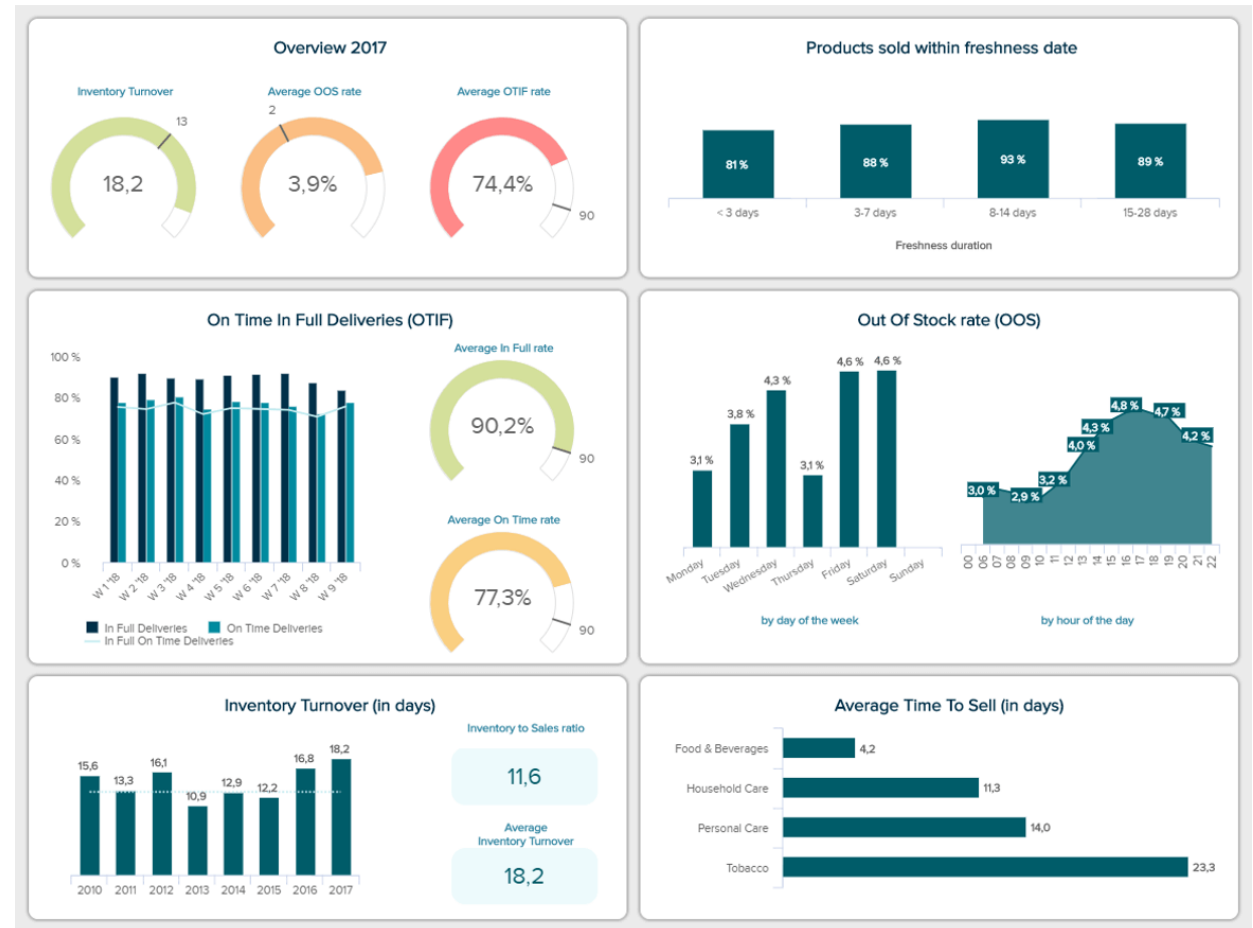 Overview 2017
Inventory Turnover
13
18,2
Average OOS rate
2
3,9%
Average OTIF rate
74,4%
90
Products sold within freshness date
81 %
88 %
93 %
89 %
< 3 days
3-7 days
8-14 days
15-28 days
Freshness duration
On Time In Full Deliveries (OTIF)
100 %
80 %
60 %
40 %
20 %
0 %
W 1 '18
W 2 '18
W 3 '18
W 4 '18
W 5 '18
W 6 '18
W 7 '18
W 8 '18
W 9 '18
In Full Deliveries
On Time Deliveries
In Full On Time Deliveries
Average In Full rate
90,2%
90
Average On Time rate
77,3%
90
Out Of Stock rate (OOS)
3,1 %
3,8 %
4,3 %
3,1 %
4,6 %
4,6 %
Monday
Tuesday
Wednesday
Thursday
Friday
Saturday
Sunday
by day of the week
3,0 %
2,9 %
3,2 %
4,0 %
4,3 %
4,8 %
4,7 %
4,2 %
00
06
07
08
09
10
11
12
13
14
15
16
17
18
19
20
21
22
by hour of the day
Inventory Turnover (in days)
15,6
13,3
16,1
10,9
12,9
12,2
16,8
18,2
2010
2011
2012
2013
2014
2015
2016
2017
Inventory to Sales ratio
11,6
Average
Inventory Turnover
18,2
Average Time To Sell (in days)
Food & Beverages
4,2
Household Care
11,3
Personal Care
14,0
Tobacco
23,3